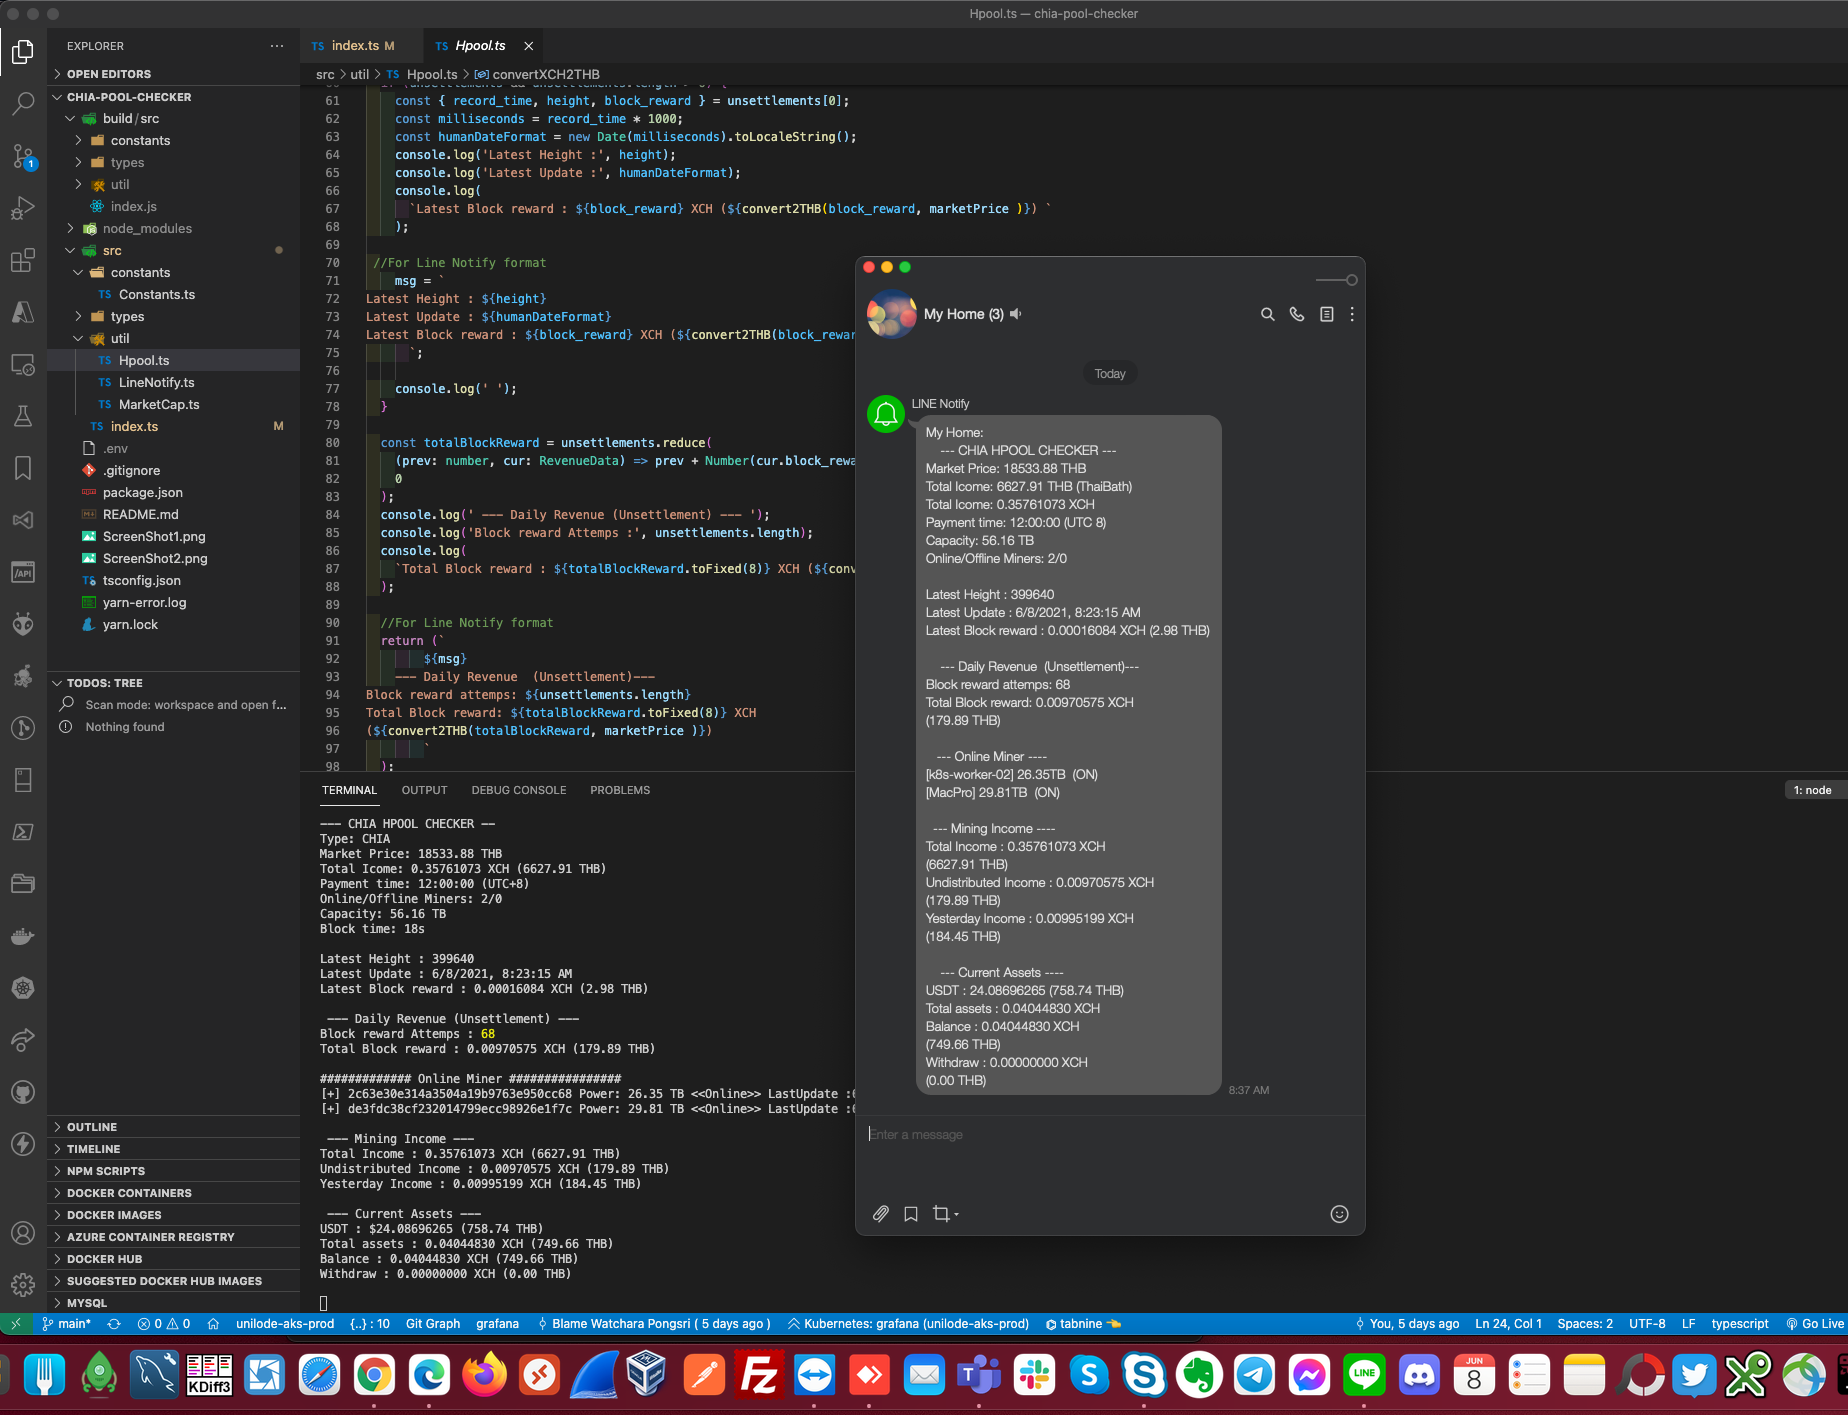 Hpool.ts — chia-pool-checker
EXPLORER
OPEN EDITORS
CHIA-POOL-CHECKER
build/src
constants
types
util
index.js
node_modules
src
constants
TS Constants.ts
types
util
TS Hpool.ts
TS LineNotify.ts
TS MarketCap.ts
TS index.ts M
.env
.gitignore
package.json
README.md
ScreenShot1.png
ScreenShot2.png
tsconfig.json
yarn-error.log
yarn.lock
TODOS: TREE
Scan mode: workspace and open f...
Nothing found
OUTLINE
TIMELINE
NPM SCRIPTS
DOCKER CONTAINERS
DOCKER IMAGES
AZURE CONTAINER REGISTRY
DOCKER HUB
SUGGESTED DOCKER HUB IMAGES
MYSQL
TS index.ts M
TS Hpool.ts
src > util > TS Hpool.ts > convertXCH2THB
61 const { record_time, height, block_reward } = unsettlements[0];
62 const milliseconds = record_time * 1000;
63 const humanDateFormat = new Date(milliseconds).toLocaleString();
64 console.log('Latest Height :', height);
65 console.log('Latest Update :', humanDateFormat);
66 console.log(
67 `Latest Block reward : ${block_reward} XCH (${convert2THB(block_reward, marketPrice )}) `
68 );
69
70 //For Line Notify format
71 msg = `
72 Latest Height : ${height}
73 Latest Update : ${humanDateFormat}
74 Latest Block reward : ${block_reward} XCH (${convert2THB(block_rewar
75 `;
76
77 console.log(' ');
78 }
79
80 const totalBlockReward = unsettlements.reduce(
81 (prev: number, cur: RevenueData) => prev + Number(cur.block_rewa
82 0
83 );
84 console.log(' --- Daily Revenue (Unsettlement) --- ');
85 console.log('Block reward Attemps :', unsettlements.length);
86 console.log(
87 `Total Block reward : ${totalBlockReward.toFixed(8)} XCH (${conv
88 );
89
90 //For Line Notify format
91 return (`
92 ${msg}
93 --- Daily Revenue  (Unsettlement)---
94 Block reward attemps: ${unsettlements.length}
95 Total Block reward: ${totalBlockReward.toFixed(8)} XCH
96 (${convert2THB(totalBlockReward, marketPrice )})
97 `
98 );
TERMINAL OUTPUT DEBUG CONSOLE PROBLEMS
1: node
--- CHIA HPOOL CHECKER --
Type: CHIA
Market Price: 18533.88 THB
Total Icome: 0.35761073 XCH (6627.91 THB)
Payment time: 12:00:00 (UTC+8)
Online/Offline Miners: 2/0
Capacity: 56.16 TB
Block time: 18s
Latest Height : 399640
Latest Update : 6/8/2021, 8:23:15 AM
Latest Block reward : 0.00016084 XCH (2.98 THB)
--- Daily Revenue (Unsettlement) ---
Block reward Attemps : 68
Total Block reward : 0.00970575 XCH (179.89 THB)
############# Online Miner ################
[+] 2c63e30e314a3504a19b9763e950cc68 Power: 26.35 TB <<Online>> LastUpdate :
[+] de3fdc38cf232014799ecc98926e1f7c Power: 29.81 TB <<Online>> LastUpdate :
--- Mining Income ---
Total Income : 0.35761073 XCH (6627.91 THB)
Undistributed Income : 0.00970575 XCH (179.89 THB)
Yesterday Income : 0.00995199 XCH (184.45 THB)
--- Current Assets ---
USDT : $24.08696265 (758.74 THB)
Total assets : 0.04044830 XCH (749.66 THB)
Balance : 0.04044830 XCH (749.66 THB)
Withdraw : 0.00000000 XCH (0.00 THB)
My Home (3)
Today
LINE Notify
My Home:
--- CHIA HPOOL CHECKER ---
Market Price: 18533.88 THB
Total Icome: 6627.91 THB (ThaiBath)
Total Icome: 0.35761073 XCH
Payment time: 12:00:00 (UTC 8)
Capacity: 56.16 TB
Online/Offline Miners: 2/0
Latest Height : 399640
Latest Update : 6/8/2021, 8:23:15 AM
Latest Block reward : 0.00016084 XCH (2.98 THB)
--- Daily Revenue  (Unsettlement)---
Block reward attemps: 68
Total Block reward: 0.00970575 XCH
(179.89 THB)
--- Online Miner ----
[k8s-worker-02] 26.35TB  (ON)
[MacPro] 29.81TB  (ON)
--- Mining Income ----
Total Income : 0.35761073 XCH
(6627.91 THB)
Undistributed Income : 0.00970575 XCH
(179.89 THB)
Yesterday Income : 0.00995199 XCH
(184.45 THB)
--- Current Assets ----
USDT : 24.08696265 (758.74 THB)
Total assets : 0.04044830 XCH
Balance : 0.04044830 XCH
(749.66 THB)
Withdraw : 0.00000000 XCH
(0.00 THB)
8:37 AM
Enter a message
main* 0 0 unilode-aks-prod {..} : 10 Git Graph grafana Blame Watchara Pongsri ( 5 days ago ) Kubernetes: grafana (unilode-aks-prod) tabnine You, 5 days ago Ln 24, Col 1 Spaces: 2 UTF-8 LF typescript Go Live
KDiff3
FZ
LINE
JUN
8